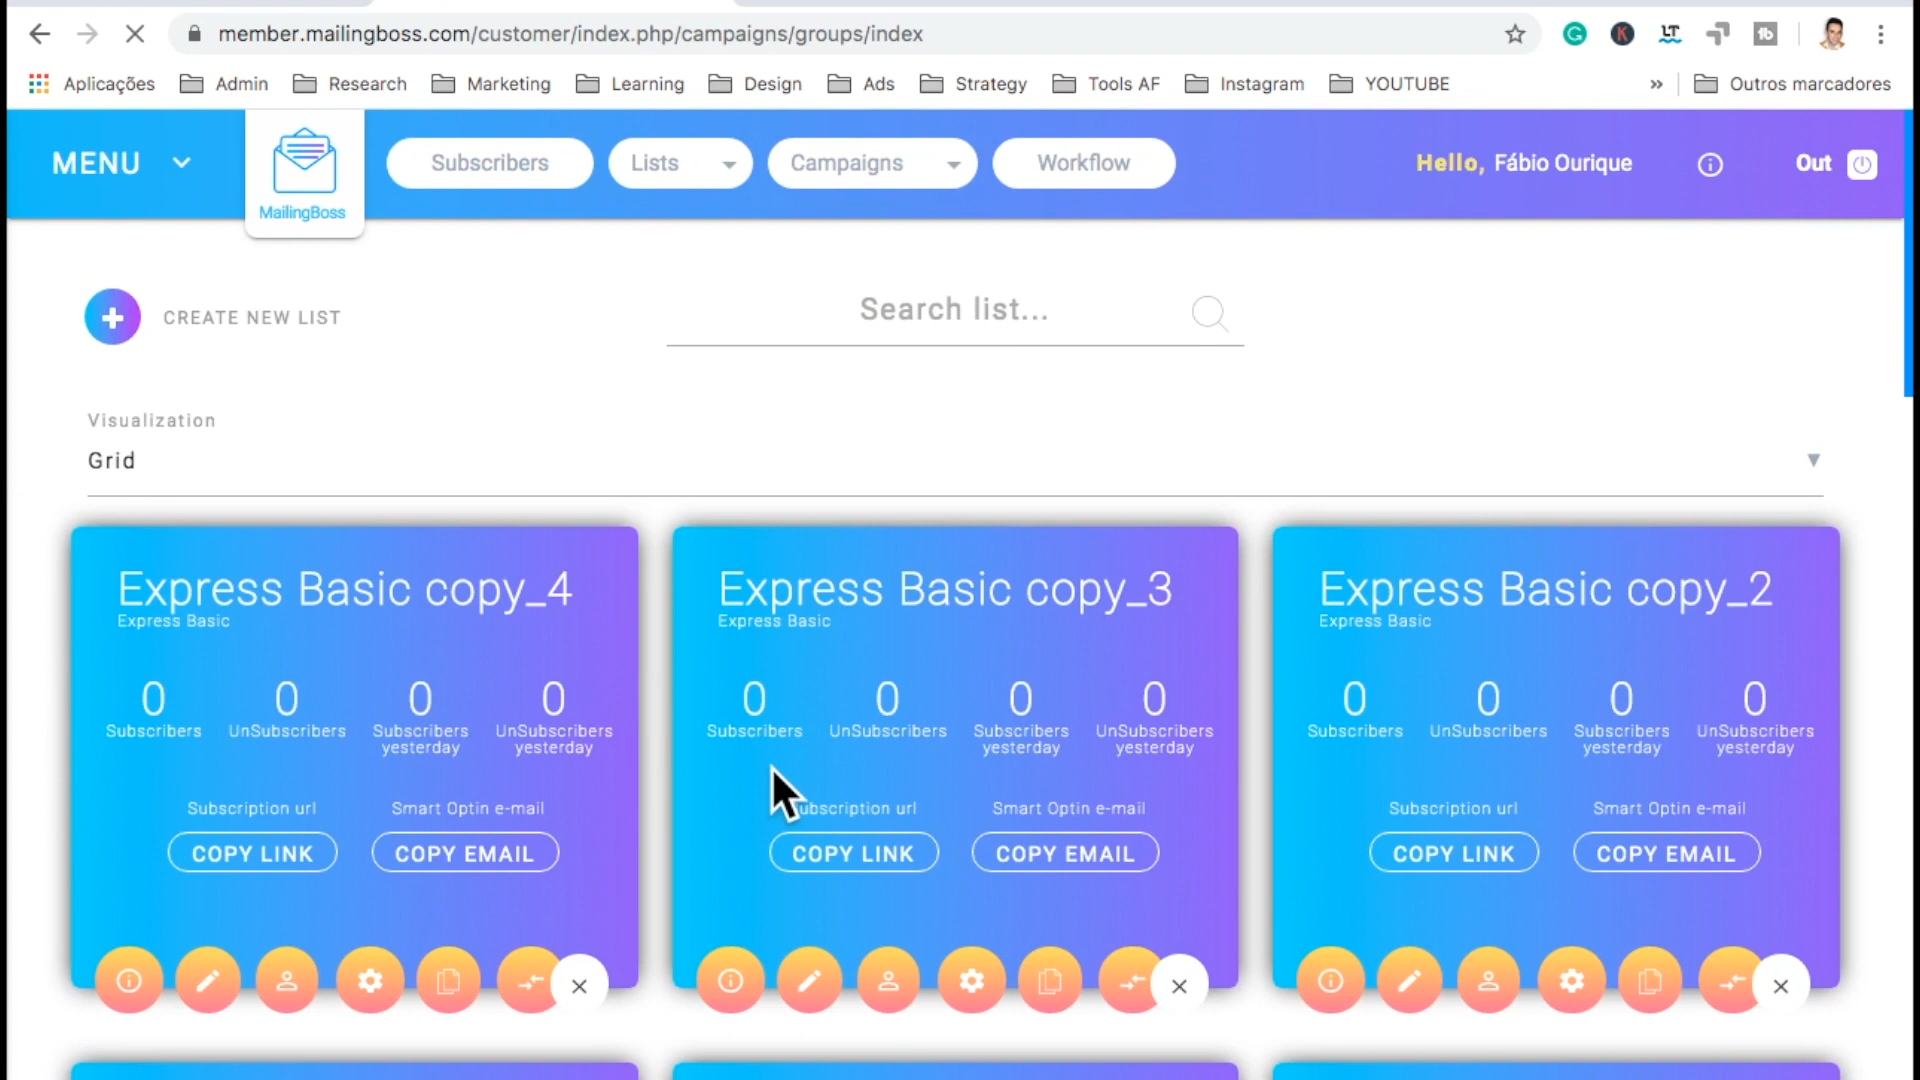 member.mailingboss.com/customer/index.php/campaigns/groups/index
Aplicações Admin Research Marketing Learning Design Ads Strategy Tools AF Instagram YOUTUBE » Outros marcadores
MENU MailingBoss Subscribers Lists Campaigns Workflow Hello, Fábio Ourique Out
CREATE NEW LIST Search list...
Visualization
Grid
Express Basic copy_4
Express Basic
0 0 0 0
Subscribers UnSubscribers Subscribers yesterday UnSubscribers yesterday
Subscription url Smart Optin e-mail
COPY LINK COPY EMAIL
Express Basic copy_3
Express Basic
0 0 0 0
Subscribers UnSubscribers Subscribers yesterday UnSubscribers yesterday
ubscription url Smart Optin e-mail
COPY LINK COPY EMAIL
Express Basic copy_2
Express Basic
0 0 0 0
Subscribers UnSubscribers Subscribers yesterday UnSubscribers yesterday
Subscription url Smart Optin e-mail
COPY LINK COPY EMAIL